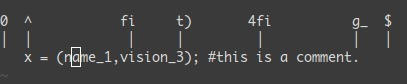 0 ^ fi t) 4fi g_ $
| | | | | | |
x = (name_1,vision_3); #this is a comment.
~